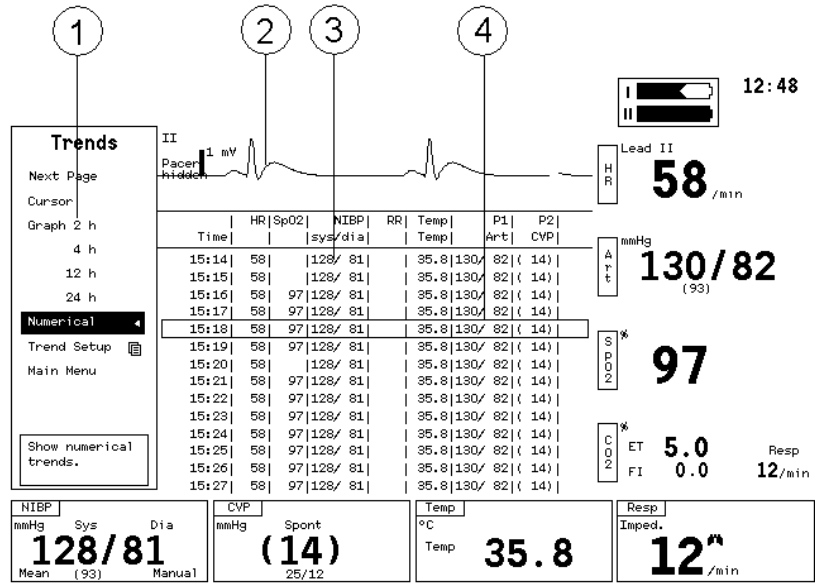 1 2 3 4
I
II
12:48
Trends
Next Page
Cursor
Graph 2 h
4 h
12 h
24 h
Numerical
Trend Setup
Main Menu
Show numerical
trends.
II
1 mV
Pacer
hidden
| HR|SpO2| NIBP| RR| Temp| P1| P2|
Time| |sys/dia| | Temp| Art| CVP|
15:14| 58| |128/ 81| | 35.8|130/ 82|( 14)|
15:15| 58| |128/ 81| | 35.8|130/ 82|( 14)|
15:16| 58| 97|128/ 81| | 35.8|130/ 82|( 14)|
15:17| 58| 97|128/ 81| | 35.8|130/ 82|( 14)|
15:18| 58| 97|128/ 81| | 35.8|130/ 82|( 14)|
15:19| 58| 97|128/ 81| | 35.8|130/ 82|( 14)|
15:20| 58| |128/ 81| | 35.8|130/ 82|( 14)|
15:21| 58| 97|128/ 81| | 35.8|130/ 82|( 14)|
15:22| 58| 97|128/ 81| | 35.8|130/ 82|( 14)|
15:23| 58| 97|128/ 81| | 35.8|130/ 82|( 14)|
15:24| 58| 97|128/ 81| | 35.8|130/ 82|( 14)|
15:25| 58| 97|128/ 81| | 35.8|130/ 82|( 14)|
15:26| 58| 97|128/ 81| | 35.8|130/ 82|( 14)|
15:27| 58| 97|128/ 81| | 35.8|130/ 82|( 14)|
HR
Lead II
58 /min
Art
mmHg
130/82
(93)
SpO2
%
97
CO2
%
ET 5.0 Resp
FI 0.0 12/min
NIBP
mmHg Sys Dia
128/81
Mean (93) Manual
CVP
mmHg Spont
(14)
25/12
Temp
°C
Temp 35.8
Resp
Imped.
12 /min